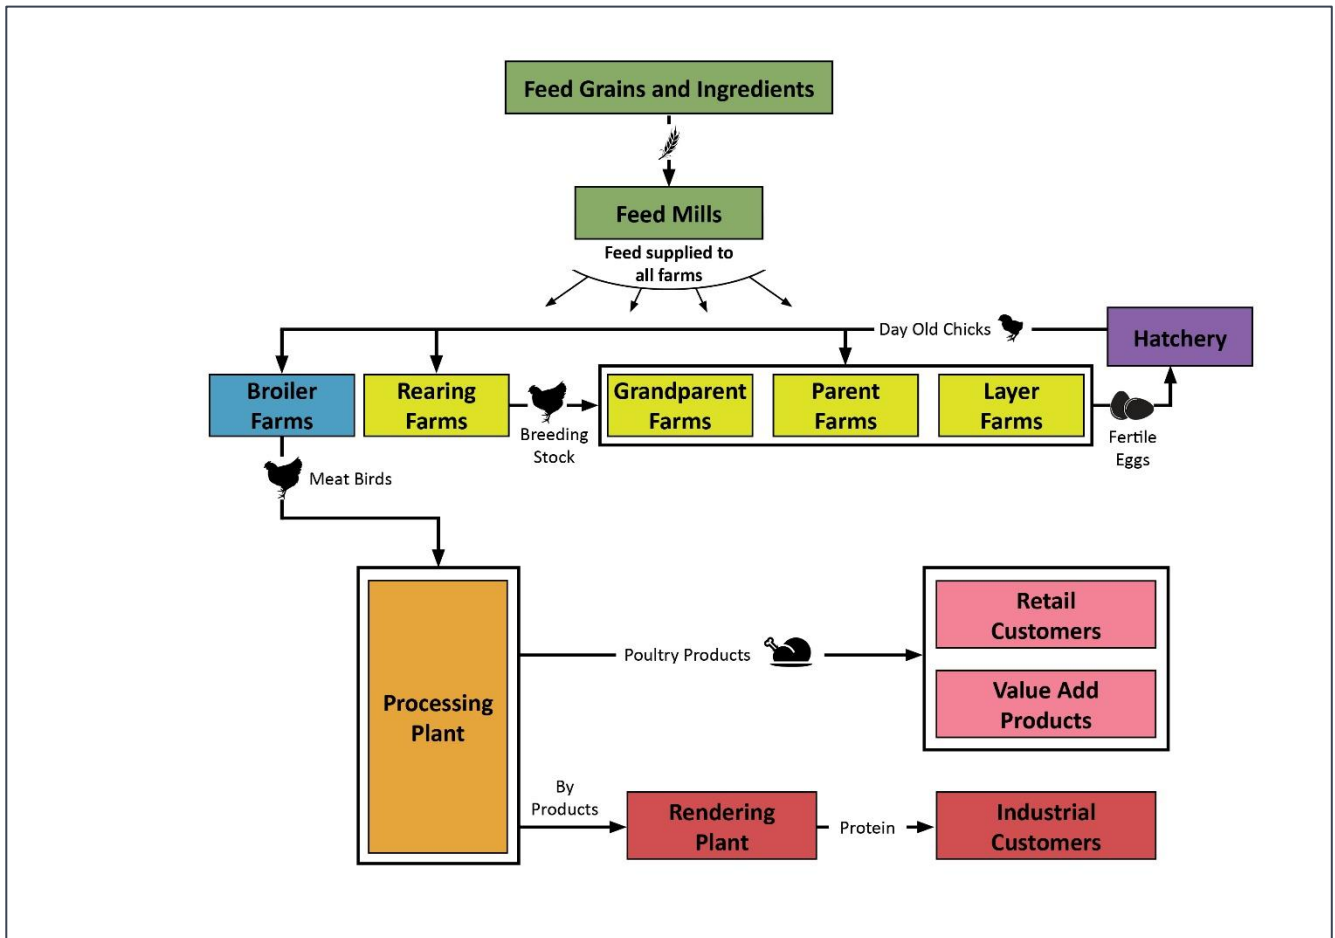 Feed Grains and Ingredients
Feed Mills
Feed supplied to
all farms
Day Old Chicks
Hatchery
Broiler
Farms
Rearing
Farms
Breeding
Stock
Grandparent
Farms
Parent
Farms
Layer
Farms
Fertile
Eggs
Meat Birds
Processing
Plant
Poultry Products
Retail
Customers
Value Add
Products
By
Products
Rendering
Plant
Protein
Industrial
Customers